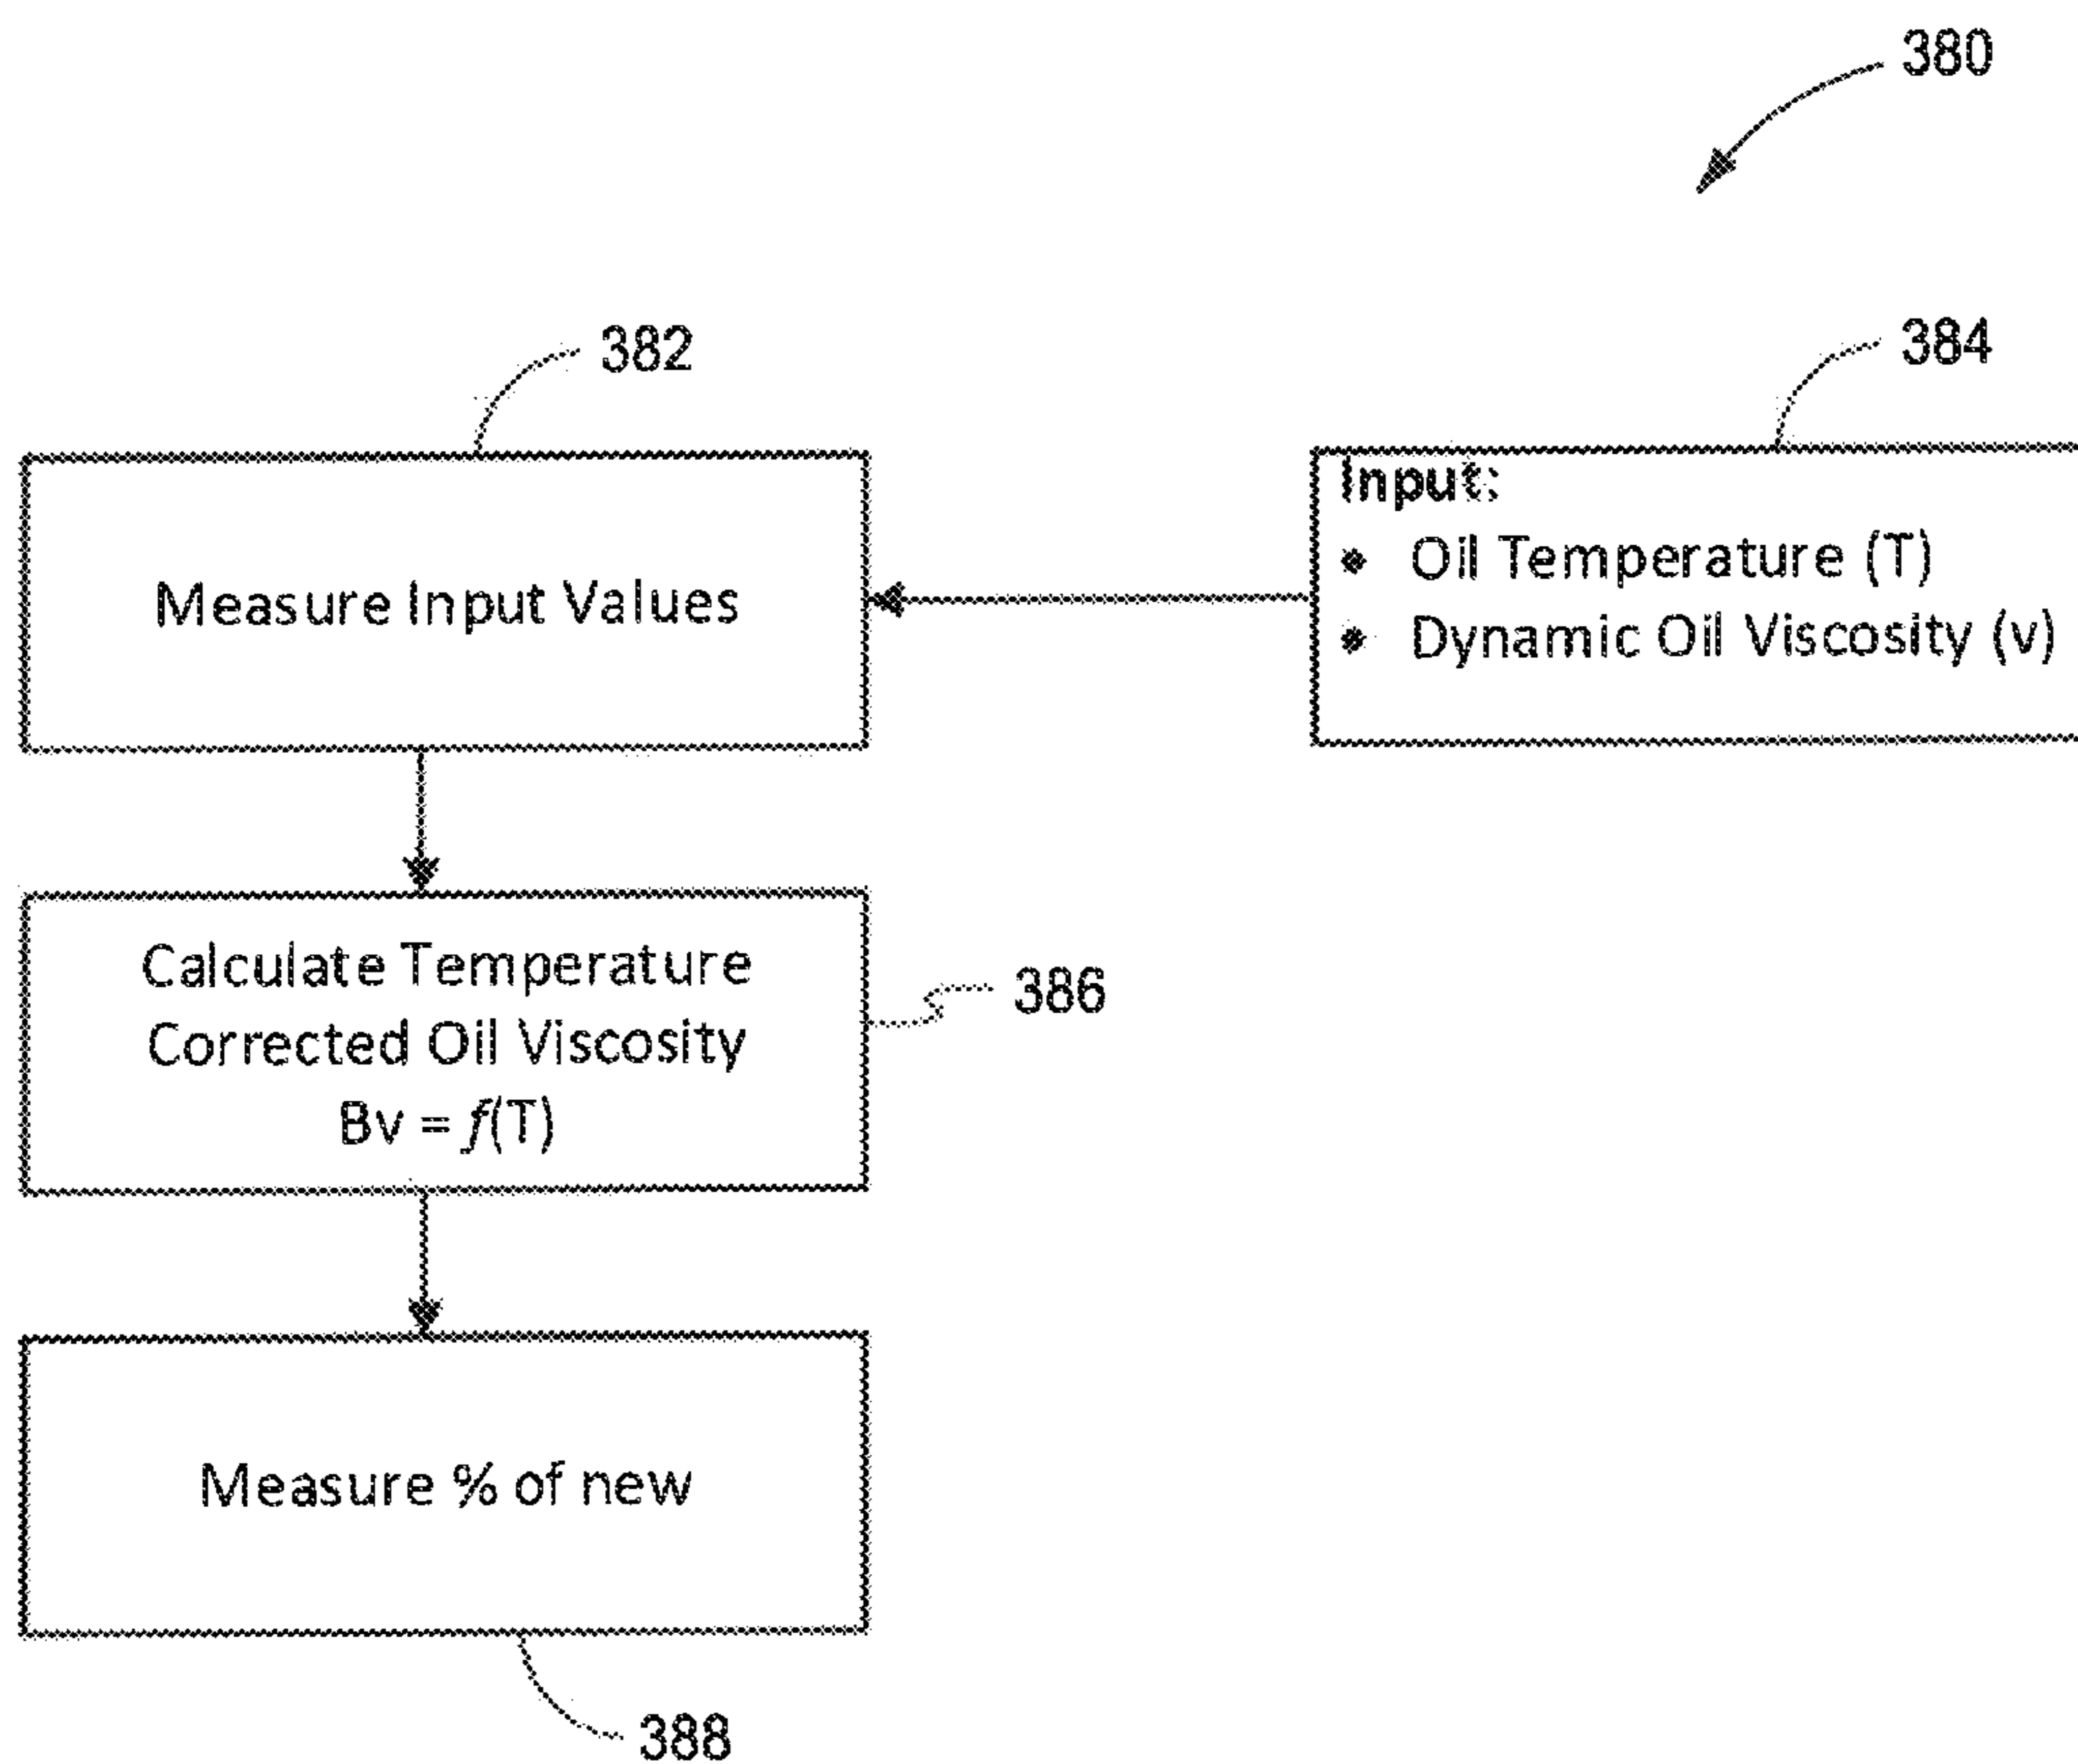 380
382
384
Measure Input Values
Input:
• Oil Temperature (T)
• Dynamic Oil Viscosity (v)
Calculate Temperature
Corrected Oil Viscosity
Bv = f(T)
386
Measure % of new
388